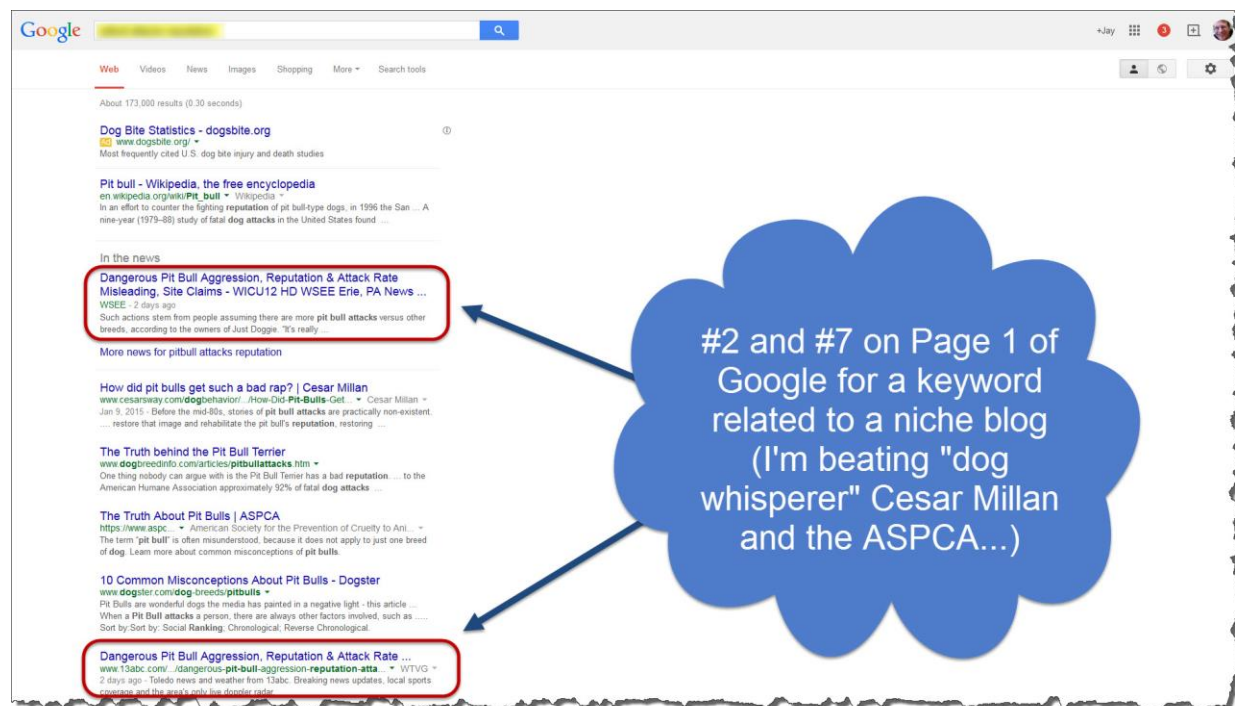 Google
+Jay 3
Web Videos News Images Shopping More Search tools
About 173,000 results (0.30 seconds)
Dog Bite Statistics - dogsbite.org
Ad www.dogsbite.org/
Most frequently cited U.S. dog bite injury and death studies
Pit bull - Wikipedia, the free encyclopedia
en.wikipedia.org/wiki/Pit_bull Wikipedia
In an effort to counter the fighting reputation of pit bull-type dogs, in 1996 the San ... A
nine-year (1979–88) study of fatal dog attacks in the United States found ...
In the news
Dangerous Pit Bull Aggression, Reputation & Attack Rate
Misleading, Site Claims - WICU12 HD WSEE Erie, PA News ...
WSEE - 2 days ago
Such actions stem from people assuming there are more pit bull attacks versus other
breeds, according to the owners of Just Doggie. "It's really ...
More news for pitbull attacks reputation
How did pit bulls get such a bad rap? | Cesar Millan
www.cesarsway.com/dogbehavior/.../How-Did-Pit-Bulls-Get... Cesar Millan
Jan 9, 2015 - Before the mid-80s, stories of pit bull attacks are practically non-existent.
.... restore that image and rehabilitate the pit bull's reputation, restoring ...
The Truth behind the Pit Bull Terrier
www.dogbreedinfo.com/articles/pitbullattacks.htm
One thing nobody can argue with is the Pit Bull Terrier has a bad reputation. ... to the
American Humane Association approximately 92% of fatal dog attacks ...
The Truth About Pit Bulls | ASPCA
https://www.aspc... American Society for the Prevention of Cruelty to Ani...
The term "pit bull" is often misunderstood, because it does not apply to just one breed
of dog. Learn more about common misconceptions of pit bulls.
10 Common Misconceptions About Pit Bulls - Dogster
www.dogster.com/dog-breeds/pitbulls
Pit Bulls are wonderful dogs the media has painted in a negative light - this article ...
When a Pit Bull attacks a person, there are always other factors involved, such as .....
Sort by:Sort by: Social Ranking; Chronological; Reverse Chronological.
Dangerous Pit Bull Aggression, Reputation & Attack Rate ...
www.13abc.com/.../dangerous-pit-bull-aggression-reputation-atta... WTVG
2 days ago - Toledo news and weather from 13abc. Breaking news updates, local sports
coverage and the area's only live doppler radar.
#2 and #7 on Page 1 of
Google for a keyword
related to a niche blog
(I'm beating "dog
whisperer" Cesar Millan
and the ASPCA...)